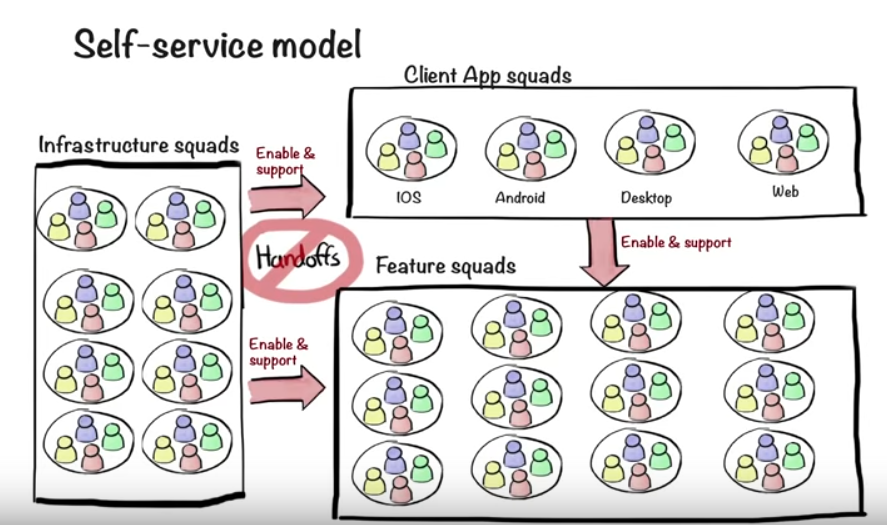 Self-service model
Client App squads
Infrastructure squads
Enable &
support
IOS
Android
Desktop
Web
Handoffs
Enable & support
Feature squads
Enable &
support